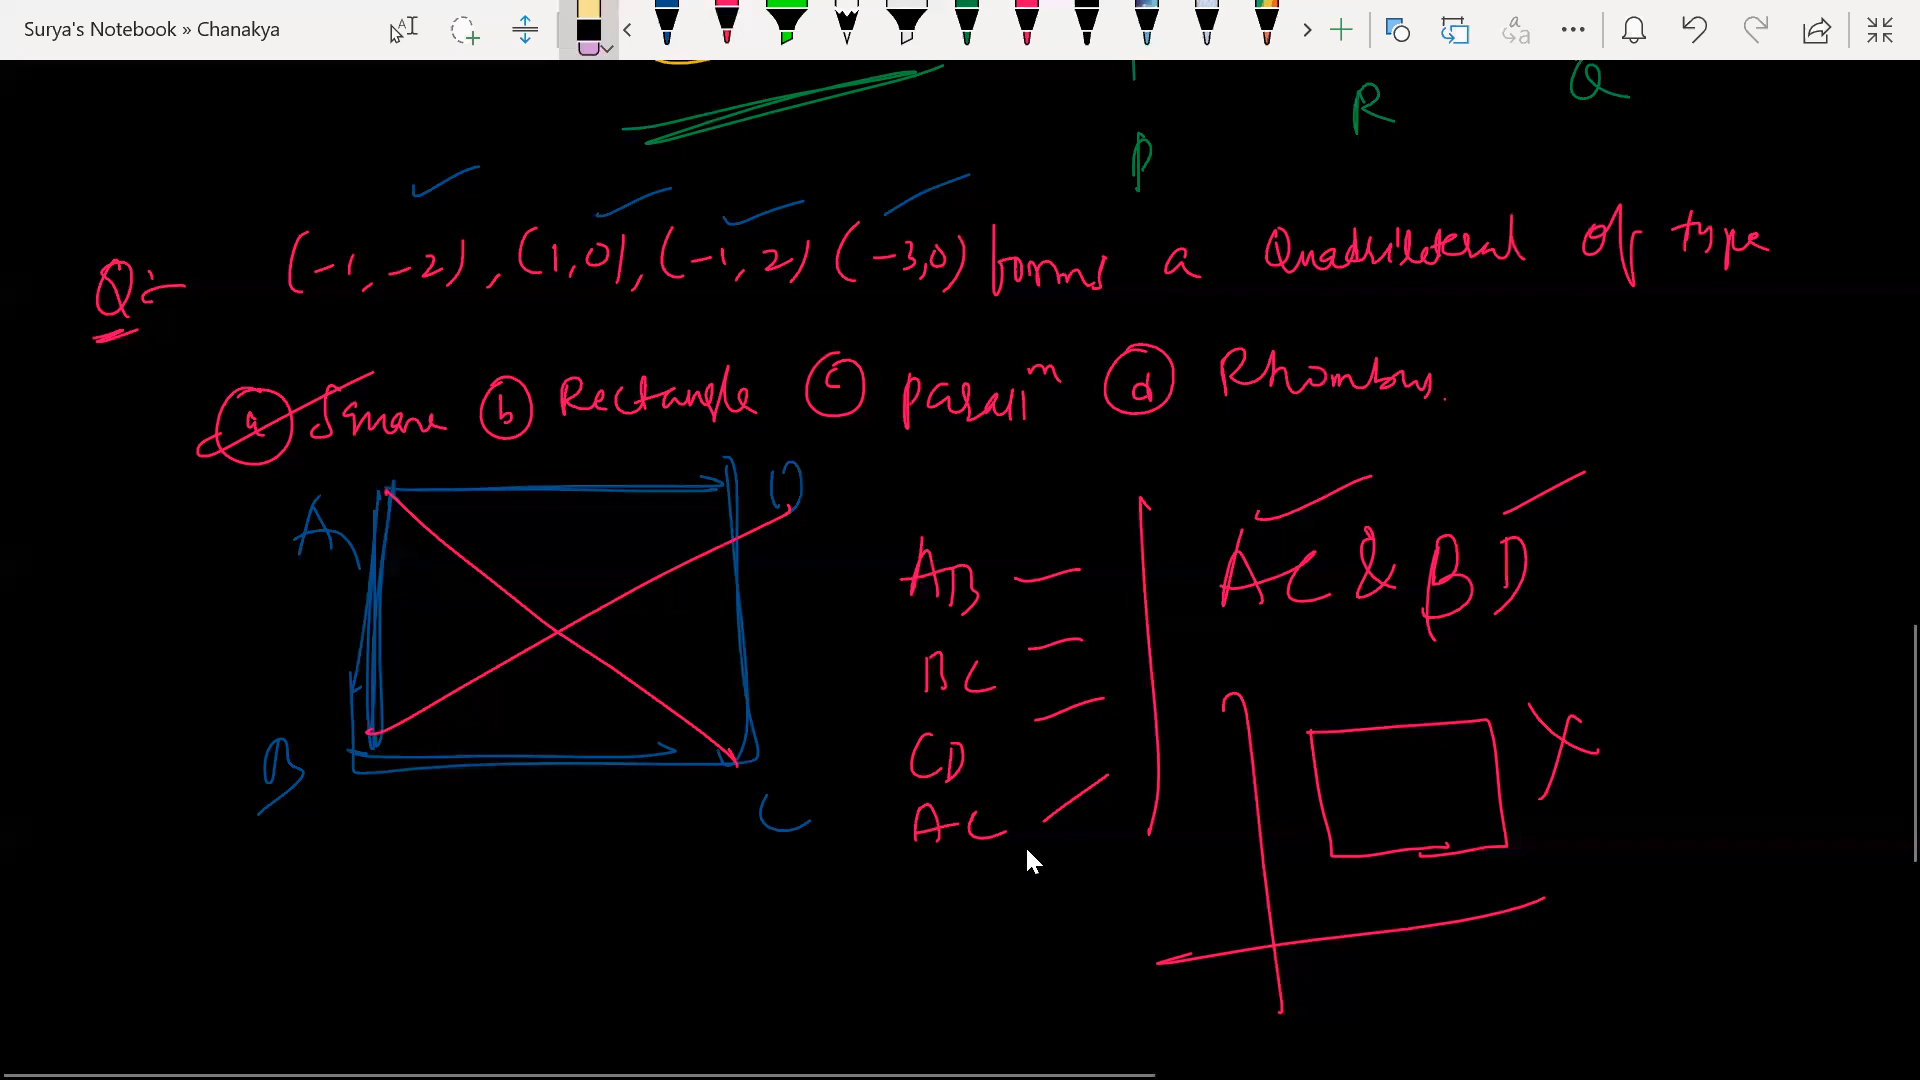 Surya's Notebook » Chanakya
R
Q
P
Q:- (-1, -2), (1,0), (-1, 2) (-3,0) forms a Quadrilateral of type
(a) Square (b) Rectangle (c) parallm (d) Rhombus.
A
D
B
C
AB —
BC —
CD —
AC —
AC & BD